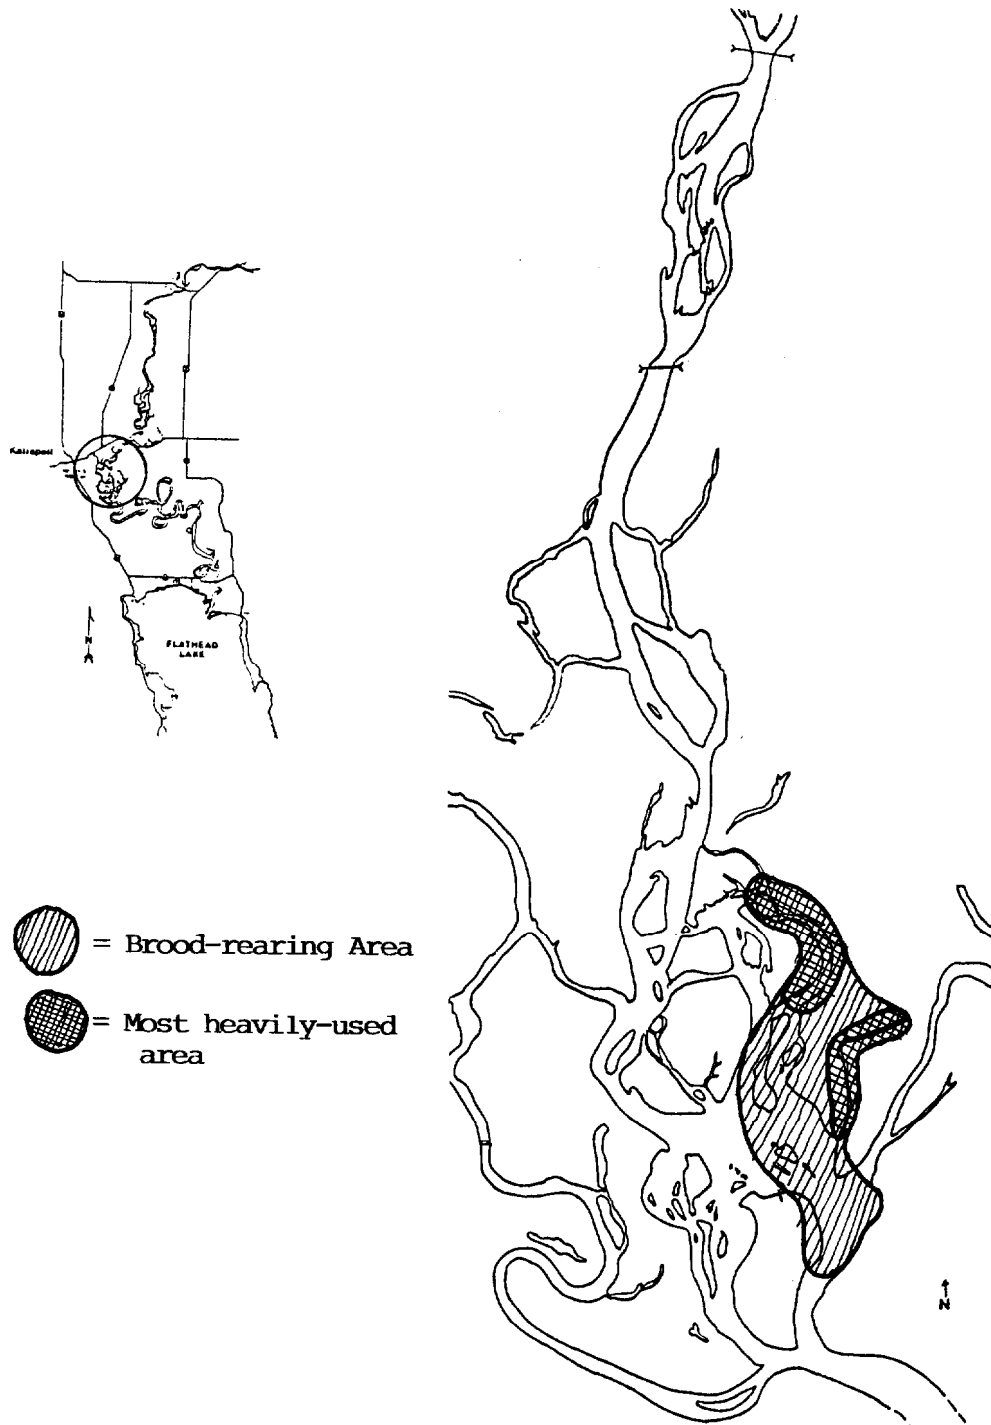 Kalispell
N
FLATHEAD
LAKE
= Brood-rearing Area
= Most heavily-used
area
N